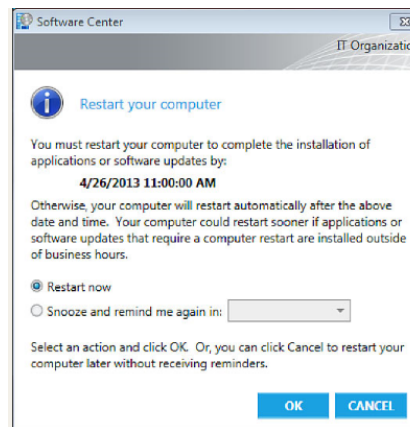 Software Center
IT Organizatio
Restart your computer
You must restart your computer to complete the installation of
applications or software updates by:
4/26/2013 11:00:00 AM
Otherwise, your computer will restart automatically after the above
date and time. Your computer could restart sooner if applications or
software updates that require a computer restart are installed outside
of business hours.
Restart now
Snooze and remind me again in:
Select an action and click OK. Or, you can click Cancel to restart your
computer later without receiving reminders.
OK CANCEL